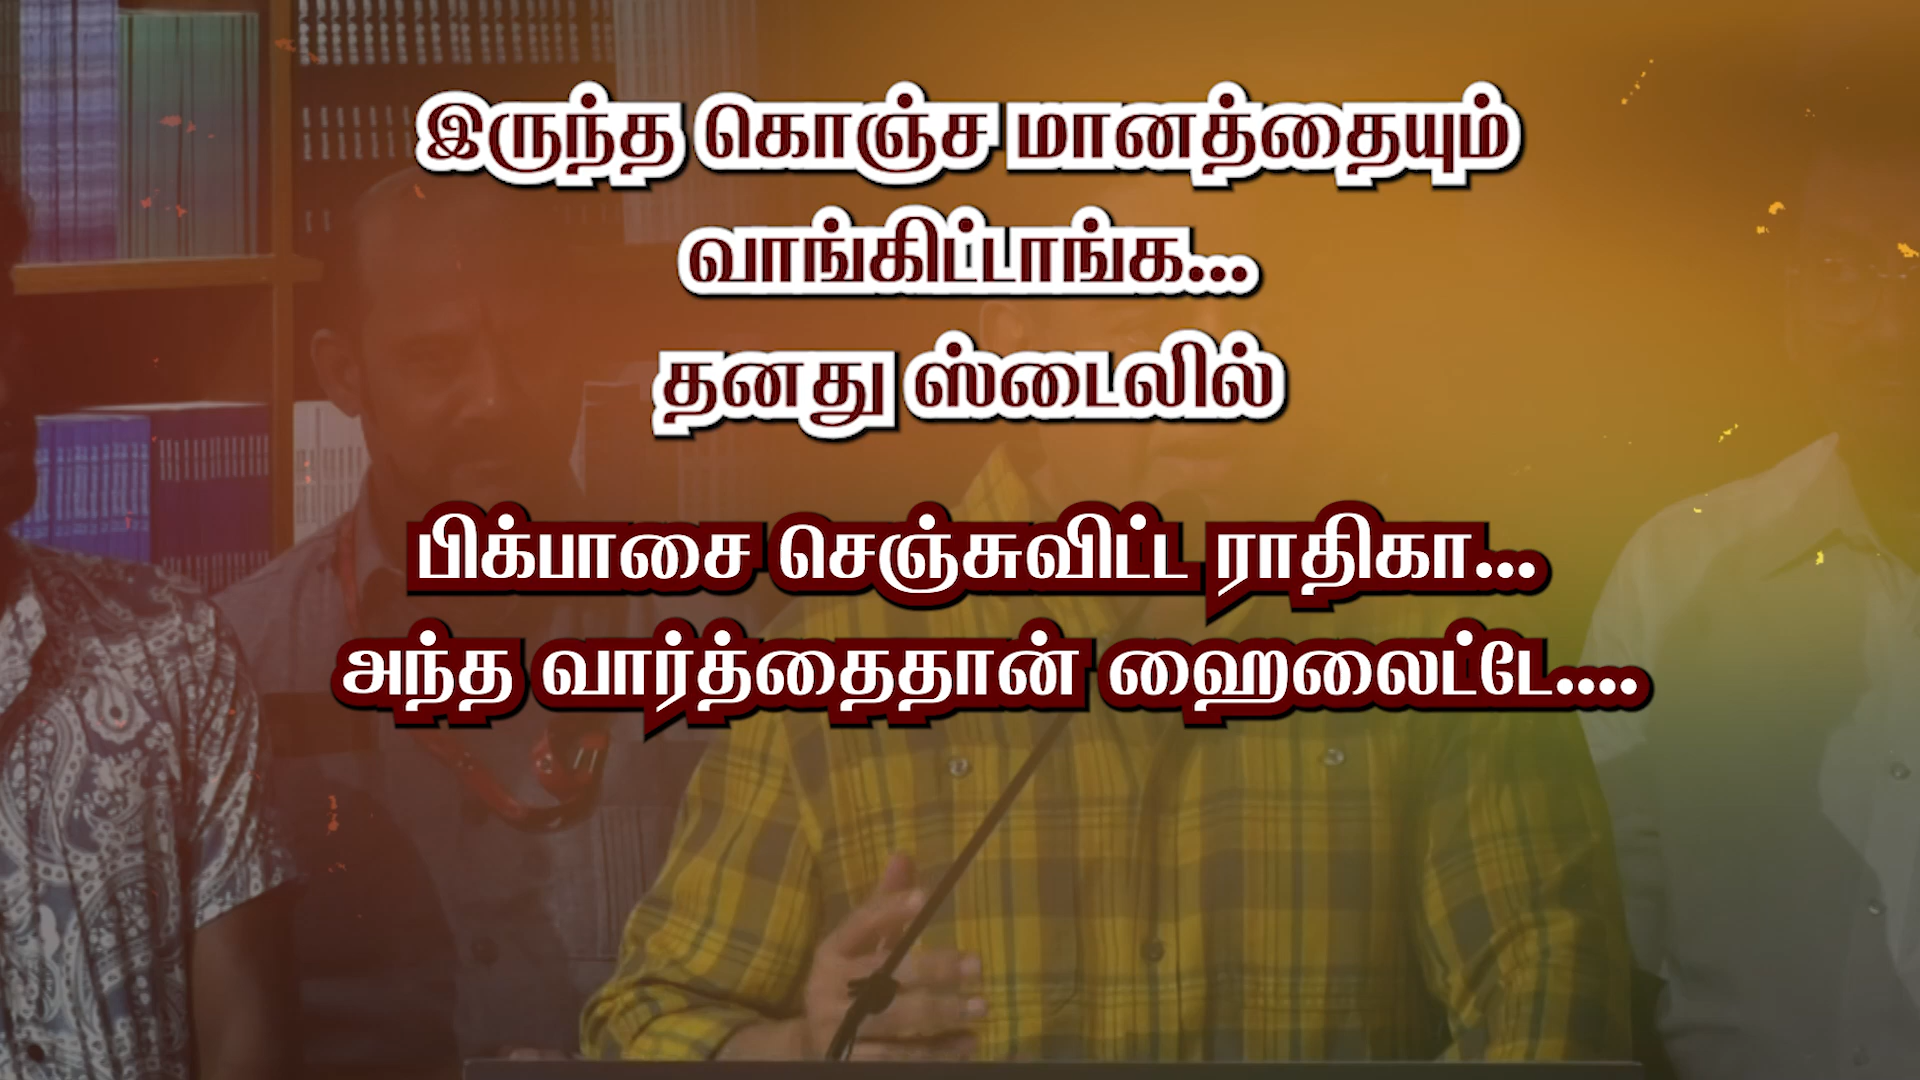 இருந்த கொஞ்ச மானத்தையும்
வாங்கிட்டாங்க...
தனது ஸ்டைலில்
பிக்பாசை செஞ்சுவிட்ட ராதிகா...
அந்த வார்த்தைதான் ஹைலைட்டே....